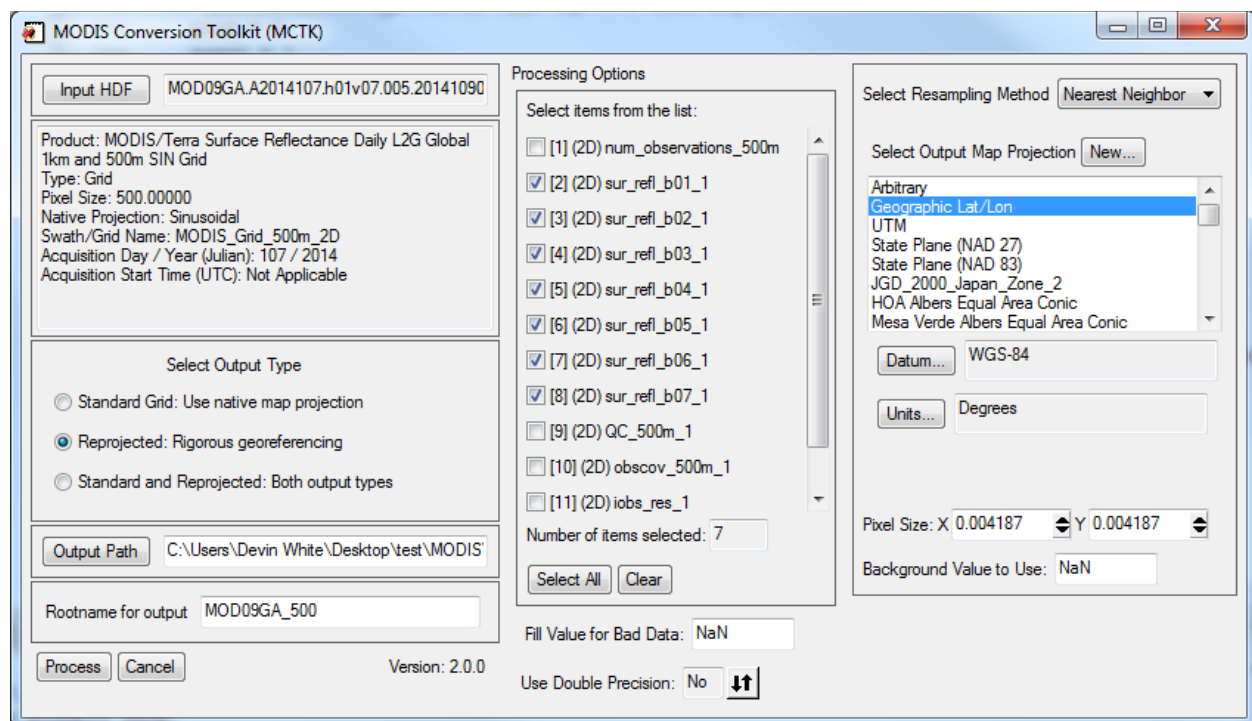 MODIS Conversion Toolkit (MCTK)
Input HDF
MOD09GA.A2014107.h01v07.005.20141090
Product: MODIS/Terra Surface Reflectance Daily L2G Global
1km and 500m SIN Grid
Type: Grid
Pixel Size: 500.00000
Native Projection: Sinusoidal
Swath/Grid Name: MODIS_Grid_500m_2D
Acquisition Day / Year (Julian): 107 / 2014
Acquisition Start Time (UTC): Not Applicable
Select Output Type
Standard Grid: Use native map projection
Reprojected: Rigorous georeferencing
Standard and Reprojected: Both output types
Output Path
C:\Users\Devin White\Desktop\test\MODIS
Rootname for output
MOD09GA_500
Process
Cancel
Version: 2.0.0
Processing Options
Select items from the list:
[1] (2D) num_observations_500m
[2] (2D) sur_refl_b01_1
[3] (2D) sur_refl_b02_1
[4] (2D) sur_refl_b03_1
[5] (2D) sur_refl_b04_1
[6] (2D) sur_refl_b05_1
[7] (2D) sur_refl_b06_1
[8] (2D) sur_refl_b07_1
[9] (2D) QC_500m_1
[10] (2D) obscov_500m_1
[11] (2D) iobs_res_1
Number of items selected: 7
Select All
Clear
Fill Value for Bad Data: NaN
Use Double Precision: No
Select Resampling Method
Nearest Neighbor
Select Output Map Projection
New...
Arbitrary
Geographic Lat/Lon
UTM
State Plane (NAD 27)
State Plane (NAD 83)
JGD_2000_Japan_Zone_2
HOA Albers Equal Area Conic
Mesa Verde Albers Equal Area Conic
Datum...
WGS-84
Units...
Degrees
Pixel Size: X 0.004187 Y 0.004187
Background Value to Use: NaN